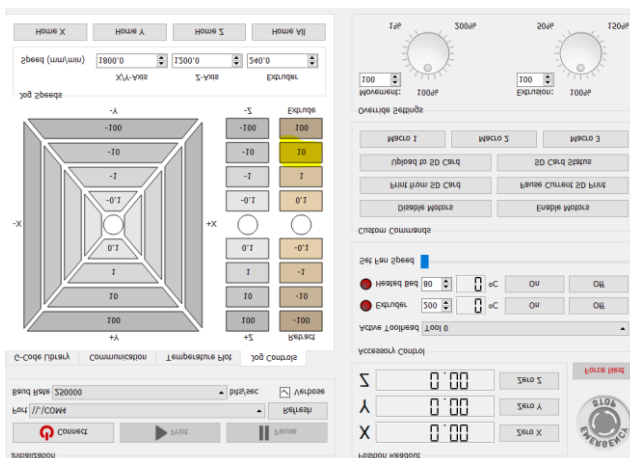 Initialization
Connect Print Pause
Port \\.\COM4 Refresh
Baud Rate 250000 bits/sec Verbose
G-Code Library Communication Temperature Plot Jog Controls
+Y +Z Retract
100 100 -100
10 10 -10
1 1 -1
0.1 0.1 -0.1
-X +X
-0.1 -0.1 0.1
-1 -1 1
-10 -10 10
-100 -100 100
-Y -Z Extrude
Jog Speeds
X/Y-Axis Z-Axis Extruder
Speed (mm/min) 1800.0 1200.0 240.0
Home X Home Y Home Z Home All
Position Readout
X 0.00 Zero X
Y 0.00 Zero Y
Z 0.00 Zero Z
EMERGENCY
STOP
Force Next
Accessory Control
Active Toolhead Tool 0
Extruder 200 0 ºC On Off
Heated Bed 80 0 ºC On Off
Set Fan Speed
Custom Commands
Disable Motors Enable Motors
Print from SD Card Pause Current SD Print
Upload to SD Card SD Card Status
Macro 1 Macro 2 Macro 3
Override Settings
Movement: 100% Extrusion: 100%
100 100
1% 200% 50% 150%